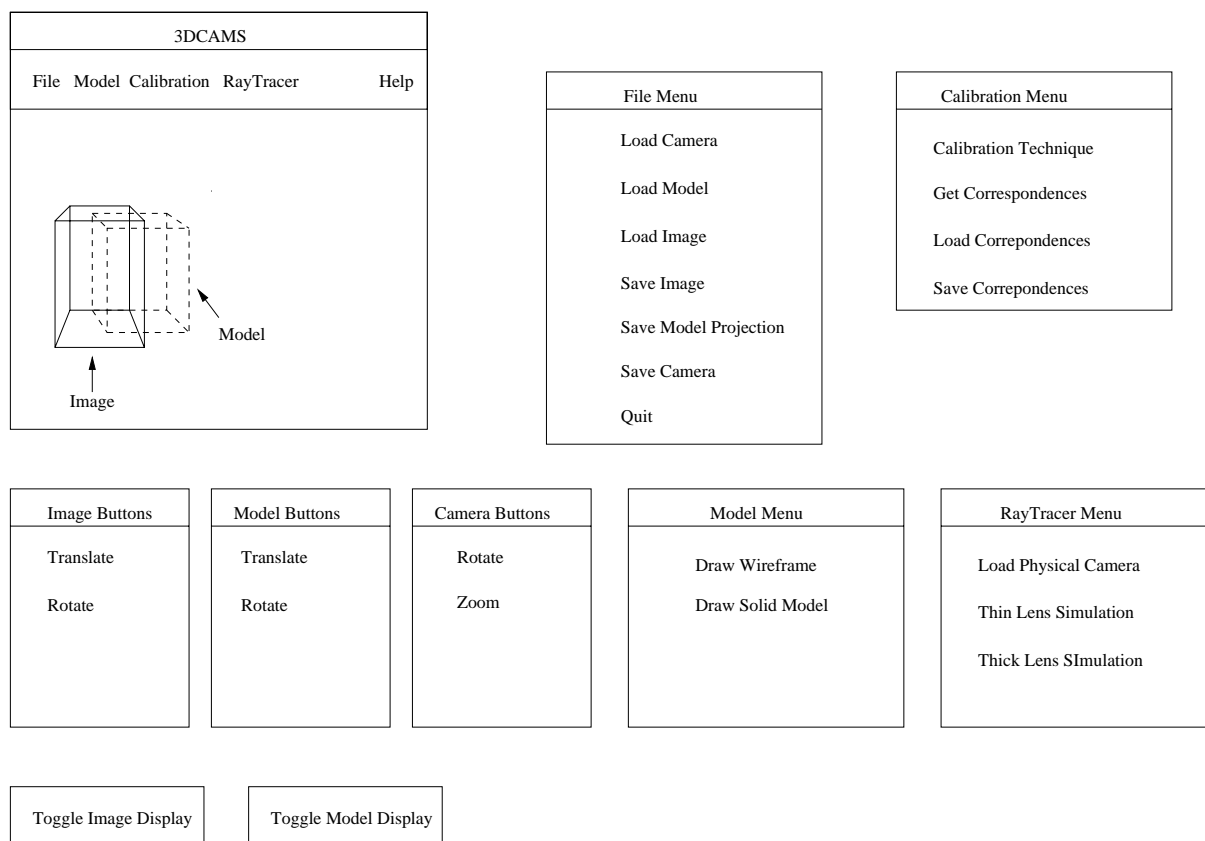 3DCAMS
File Model Calibration RayTracer Help
Model
Image
File Menu
Load Camera
Load Model
Load Image
Save Image
Save Model Projection
Save Camera
Quit
Calibration Menu
Calibration Technique
Get Correspondences
Load Correpondences
Save Correpondences
Image Buttons
Translate
Rotate
Model Buttons
Translate
Rotate
Camera Buttons
Rotate
Zoom
Model Menu
Draw Wireframe
Draw Solid Model
RayTracer Menu
Load Physical Camera
Thin Lens Simulation
Thick Lens SImulation
Toggle Image Display
Toggle Model Display